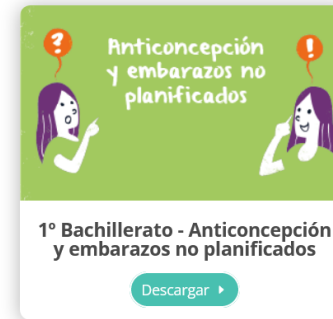 ?
!
Anticoncepción
y embarazos no
planificados
1º Bachillerato - Anticoncepción
y embarazos no planificados
Descargar